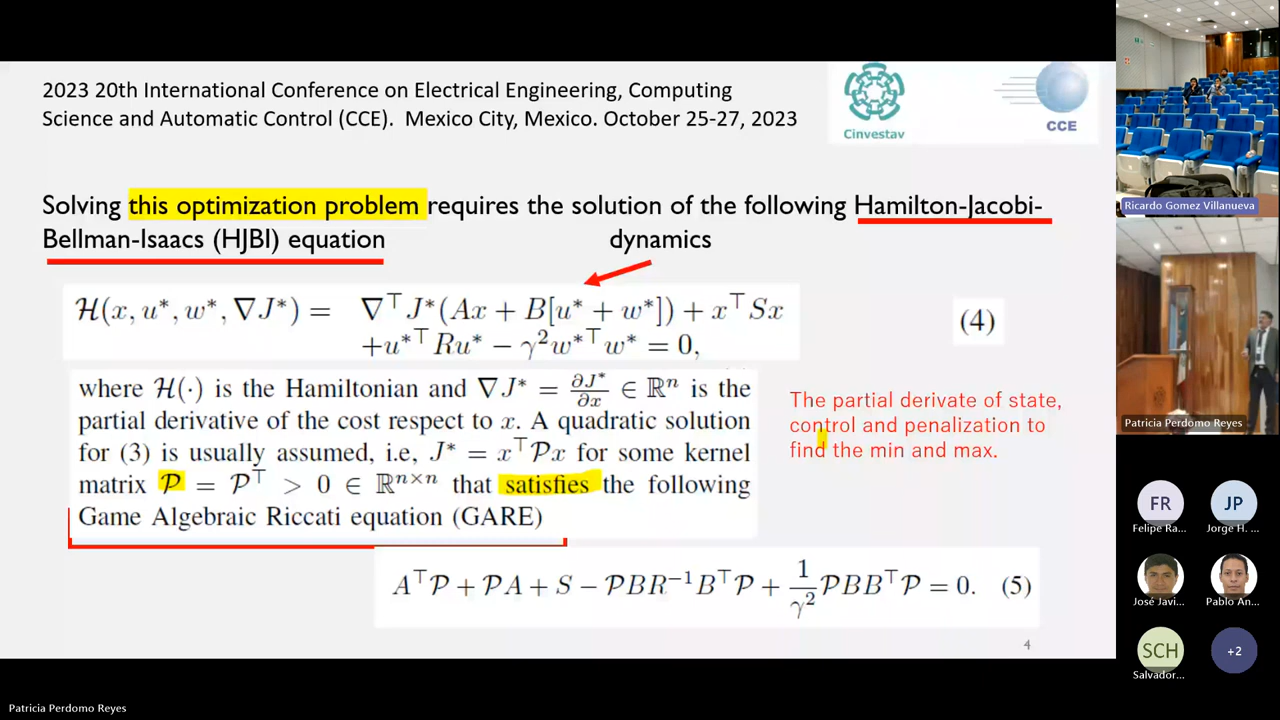 2023 20th International Conference on Electrical Engineering, Computing
Science and Automatic Control (CCE).  Mexico City, Mexico. October 25-27, 2023
Cinvestav
CCE
Solving this optimization problem requires the solution of the following Hamilton-Jacobi-
Bellman-Isaacs (HJBI) equation
dynamics
ℋ(x, u*, w*, ∇J*) = ∇⊤J*(Ax + B[u* + w*]) + x⊤Sx
+u*⊤Ru* − γ²w*⊤w* = 0,
(4)
where ℋ(·) is the Hamiltonian and ∇J* = ∂J*/∂x ∈ ℝⁿ is the
partial derivative of the cost respect to x. A quadratic solution
for (3) is usually assumed, i.e, J* = x⊤𝒫x for some kernel
matrix 𝒫 = 𝒫⊤ > 0 ∈ ℝⁿˣⁿ that satisfies the following
Game Algebraic Riccati equation (GARE)
The partial derivate of state,
control and penalization to
find the min and max.
A⊤𝒫 + 𝒫A + S − 𝒫BR⁻¹B⊤𝒫 + 1/γ² 𝒫BB⊤𝒫 = 0. (5)
4
Ricardo Gomez Villanueva
Patricia Perdomo Reyes
FR
JP
Felipe Ra...
Jorge H. ...
José Javi...
Pablo An...
SCH
+2
Salvador...
Patricia Perdomo Reyes